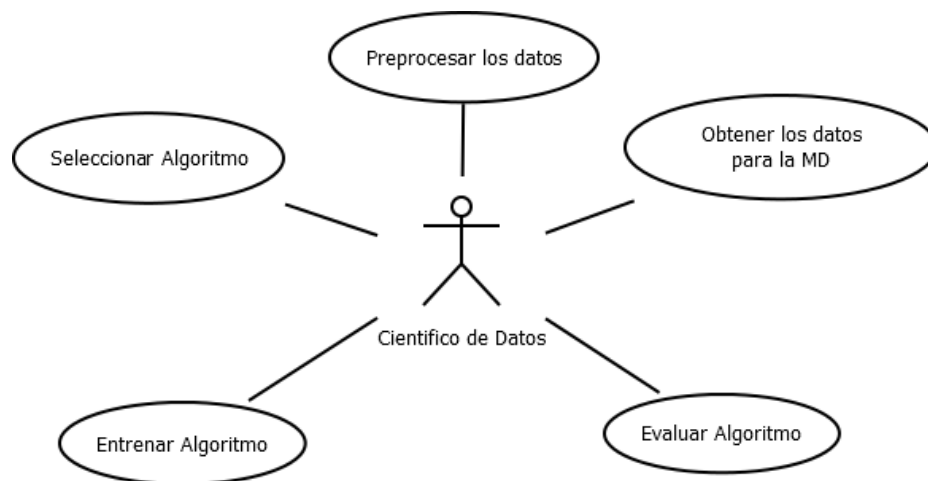 Preprocesar los datos
Obtener los datos
para la MD
Seleccionar Algoritmo
Cientifico de Datos
Entrenar Algoritmo
Evaluar Algoritmo